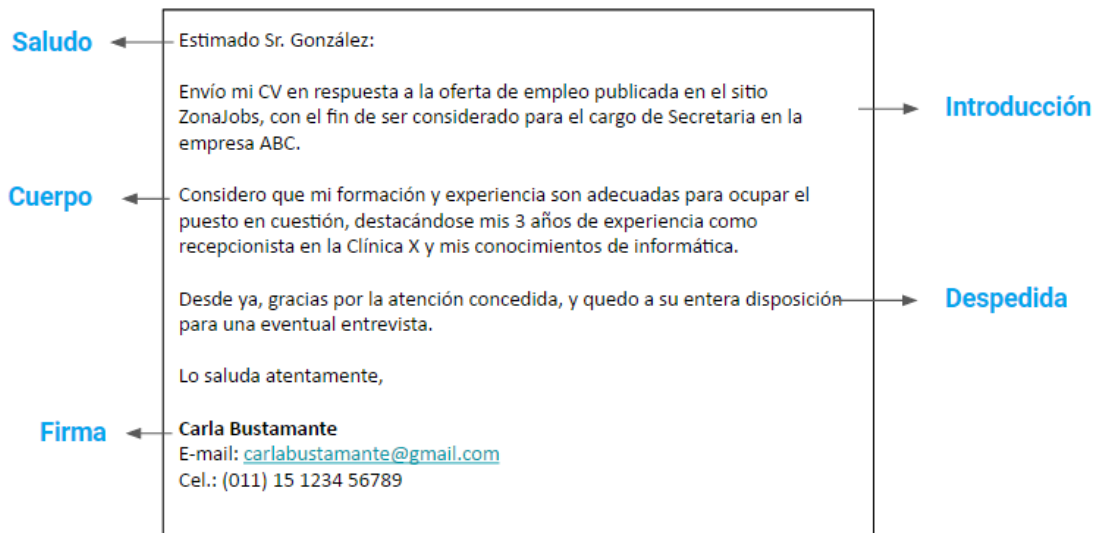 Saludo
Estimado Sr. González:
Envío mi CV en respuesta a la oferta de empleo publicada en el sitio
ZonaJobs, con el fin de ser considerado para el cargo de Secretaria en la
empresa ABC.
Introducción
Cuerpo
Considero que mi formación y experiencia son adecuadas para ocupar el
puesto en cuestión, destacándose mis 3 años de experiencia como
recepcionista en la Clínica X y mis conocimientos de informática.
Desde ya, gracias por la atención concedida, y quedo a su entera disposición
para una eventual entrevista.
Despedida
Lo saluda atentamente,
Firma
Carla Bustamante
E-mail: carlabustamante@gmail.com
Cel.: (011) 15 1234 56789